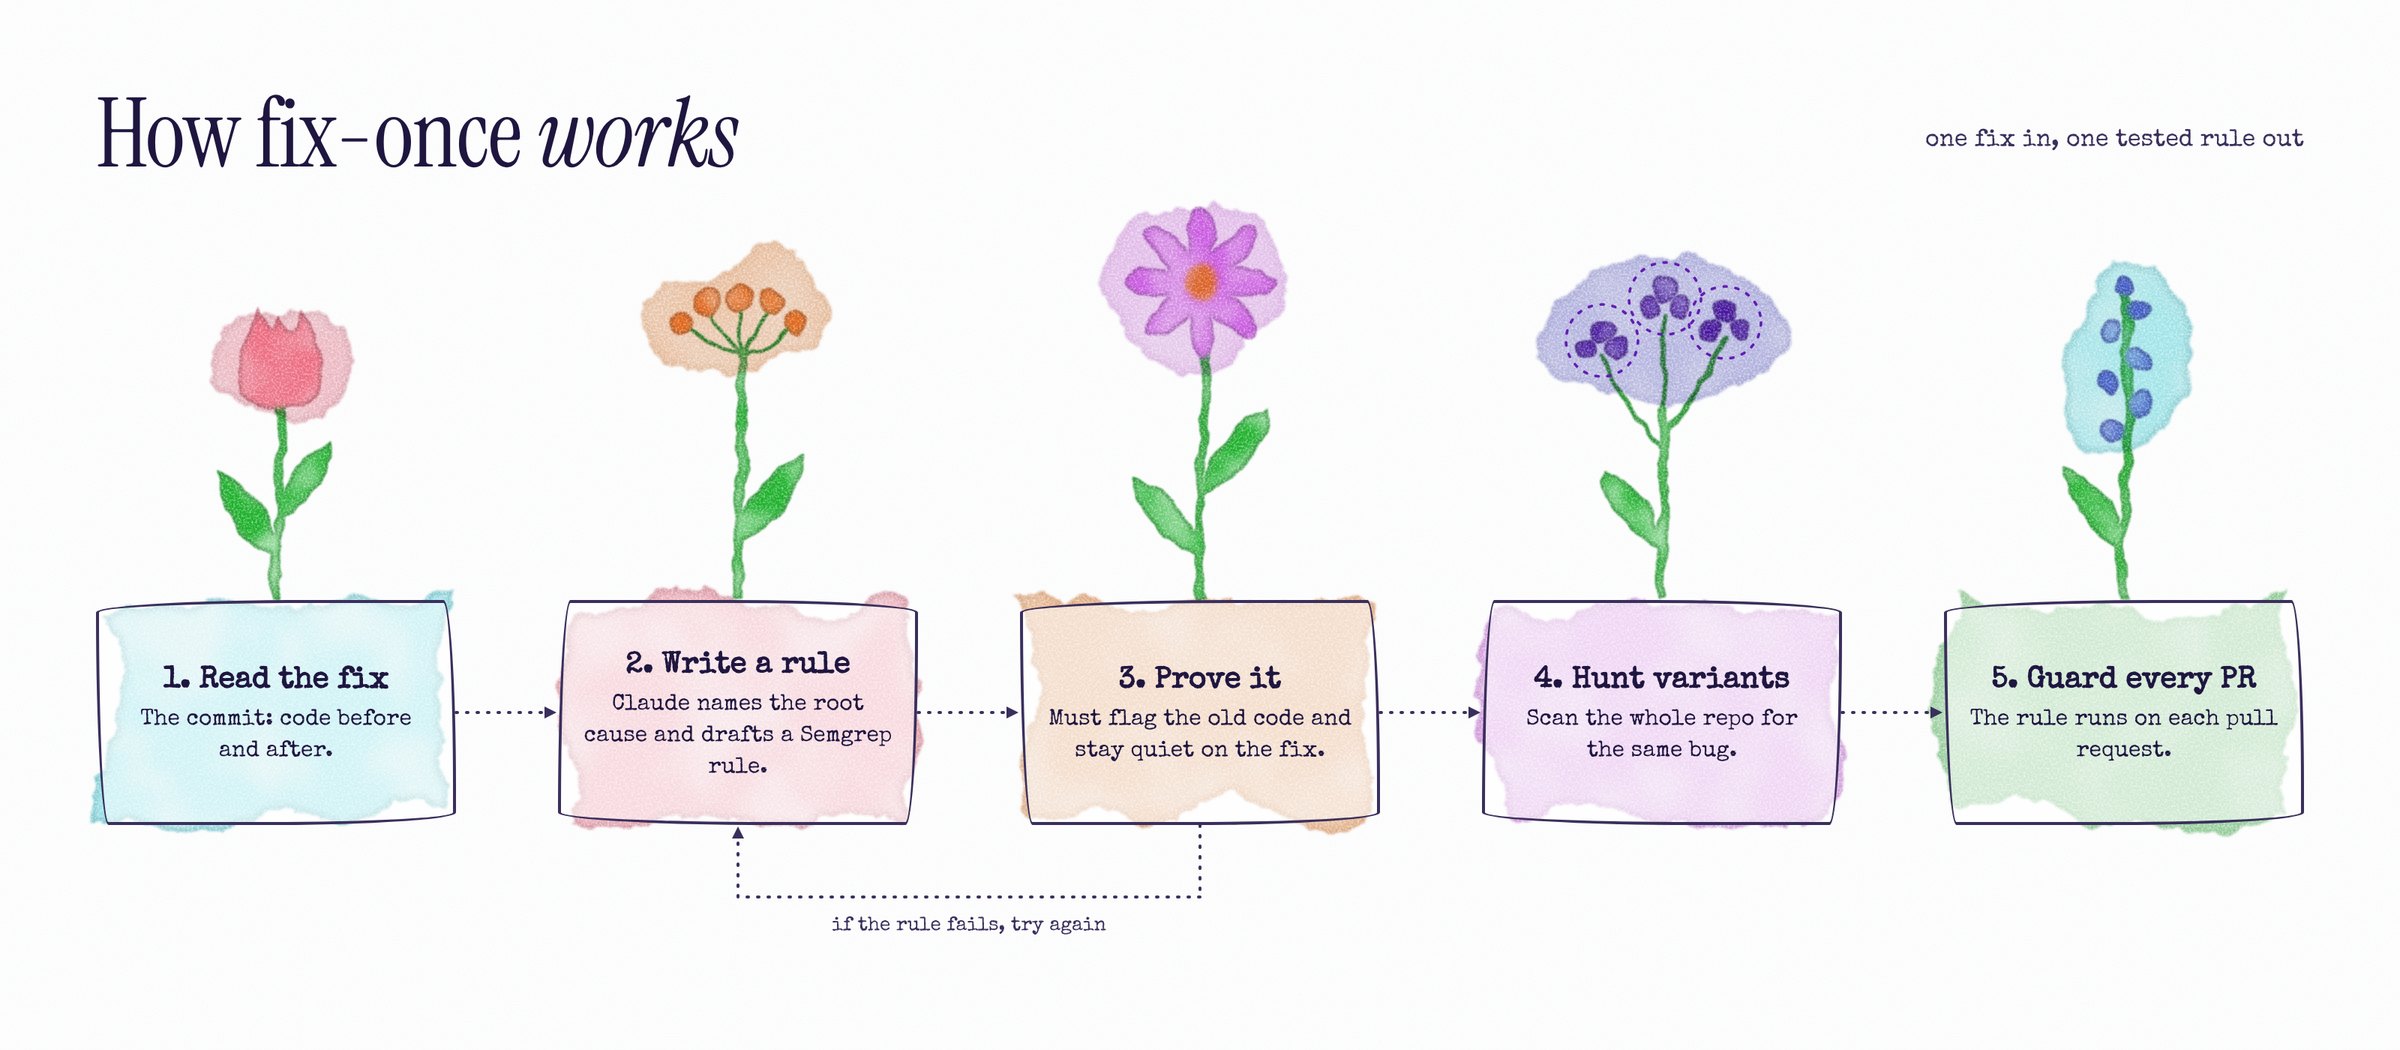 How fix-once works
one fix in, one tested rule out
1. Read the fix
The commit: code before
and after.
2. Write a rule
Claude names the root
cause and drafts a Semgrep
rule.
3. Prove it
Must flag the old code and
stay quiet on the fix.
4. Hunt variants
Scan the whole repo for
the same bug.
5. Guard every PR
The rule runs on each pull
request.
if the rule fails, try again